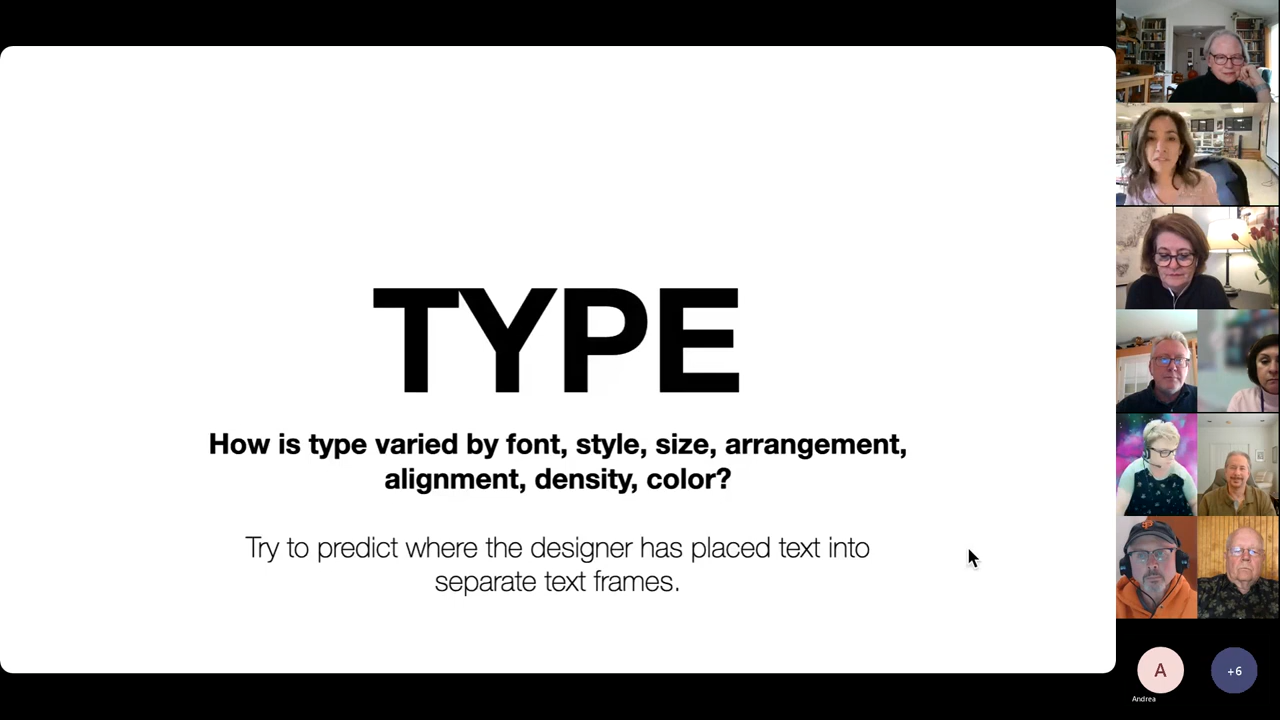 TYPE
How is type varied by font, style, size, arrangement,
alignment, density, color?
Try to predict where the designer has placed text into
separate text frames.
A
Andrea
+6